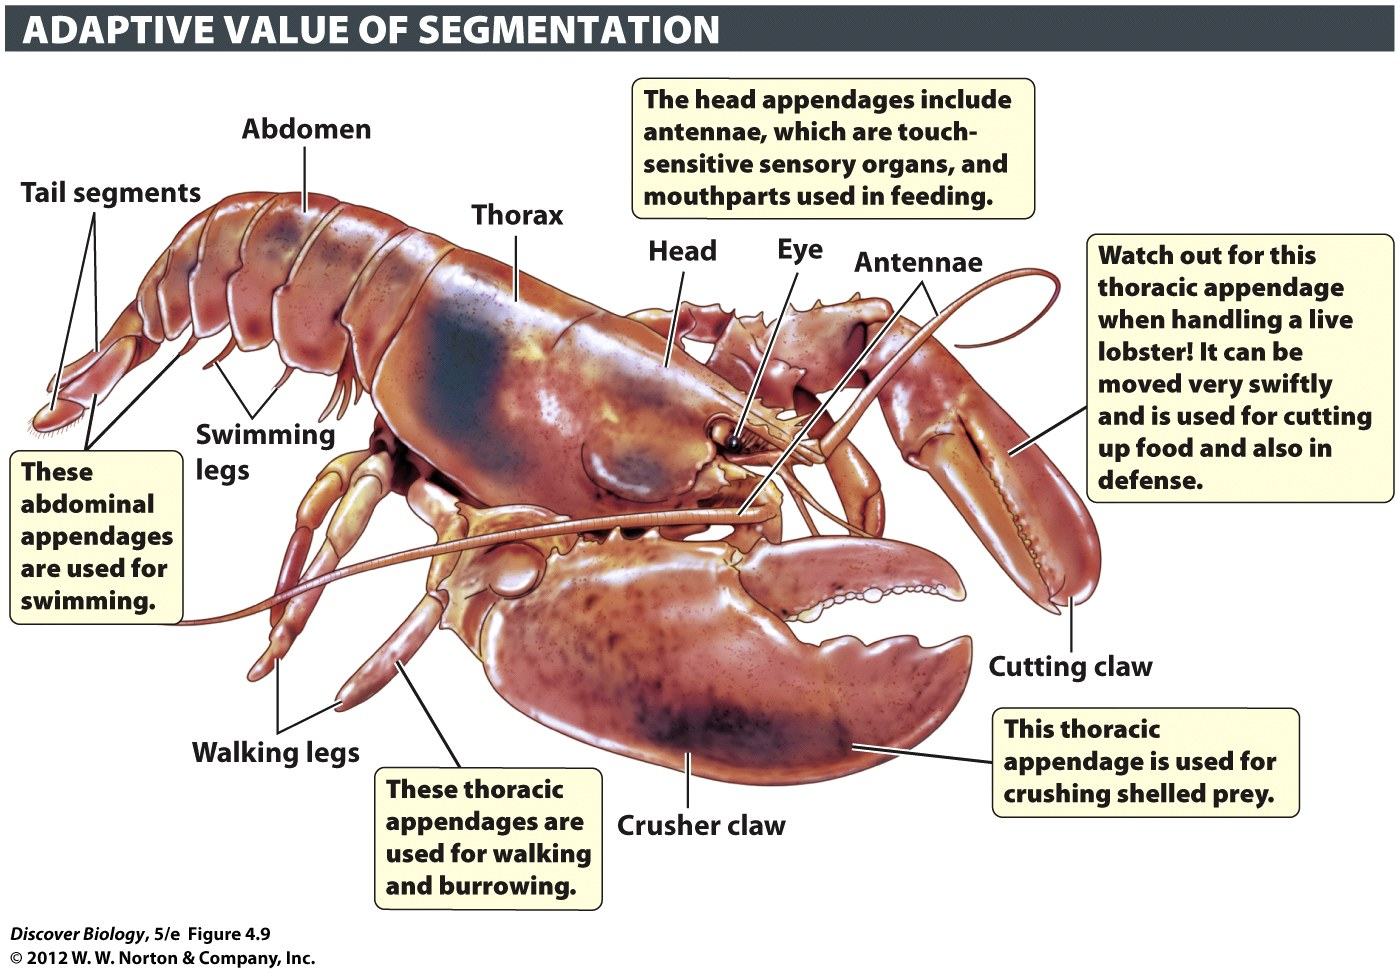 ADAPTIVE VALUE OF SEGMENTATION
The head appendages include
antennae, which are touch-
sensitive sensory organs, and
mouthparts used in feeding.
Abdomen
Tail segments
Thorax
Head
Eye
Antennae
Watch out for this
thoracic appendage
when handling a live
lobster! It can be
moved very swiftly
and is used for cutting
up food and also in
defense.
Swimming
legs
These
abdominal
appendages
are used for
swimming.
Cutting claw
Walking legs
This thoracic
appendage is used for
crushing shelled prey.
These thoracic
appendages are
used for walking
and burrowing.
Crusher claw
Discover Biology, 5/e Figure 4.9
© 2012 W. W. Norton & Company, Inc.